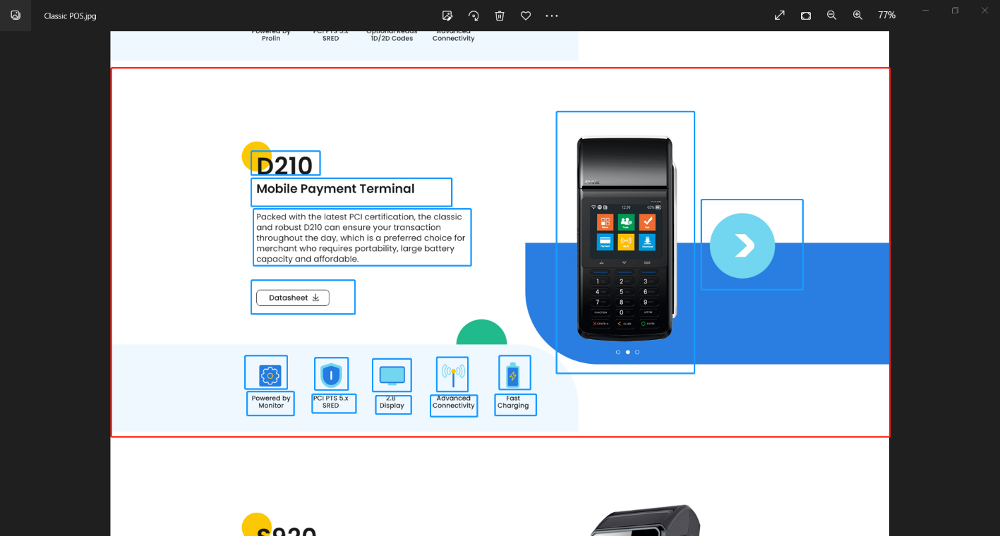 Classic POS.jpg
77%
Powered by
Prolin
PCI PTS 5.x
SRED
Optional Reads
1D/2D Codes
Advanced
Connectivity
D210
Mobile Payment Terminal
Packed with the latest PCI certification, the classic
and robust D210 can ensure your transaction
throughout the day, which is a preferred choice for
merchant who requires portability, large battery
capacity and affordable.
Datasheet
PAX
12:30
65%
Payment
Download
1
2
3
4
5
6
7
8
9
FUNCTION
0
CANCEL
CLEAR
ENTER
Powered by
Monitor
PCI PTS 5.x
SRED
2.8
Display
Advanced
Connectivity
Fast
Charging
S920